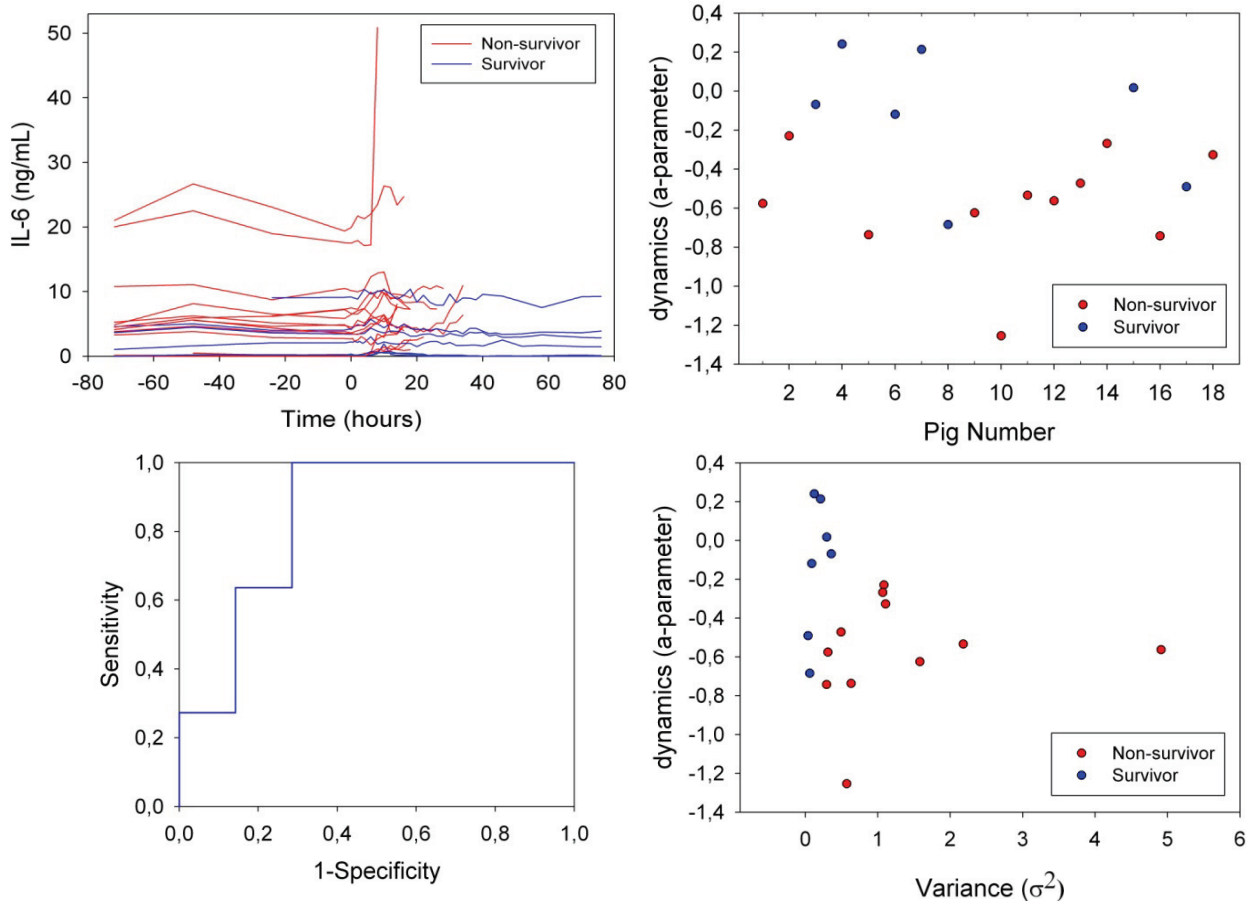 50
40
30
20
10
0
IL-6 (ng/mL)
Non-survivor
Survivor
-80 -60 -40 -20 0 20 40 60 80
Time (hours)
0,4
0,2
0,0
-0,2
-0,4
-0,6
-0,8
-1,0
-1,2
-1,4
dynamics (a-parameter)
Non-survivor
Survivor
2 4 6 8 10 12 14 16 18
Pig Number
1,0
0,8
0,6
0,4
0,2
0,0
Sensitivity
0,0 0,2 0,4 0,6 0,8 1,0
1-Specificity
0,4
0,2
0,0
-0,2
-0,4
-0,6
-0,8
-1,0
-1,2
-1,4
dynamics (a-parameter)
Non-survivor
Survivor
0 1 2 3 4 5 6
Variance (σ²)